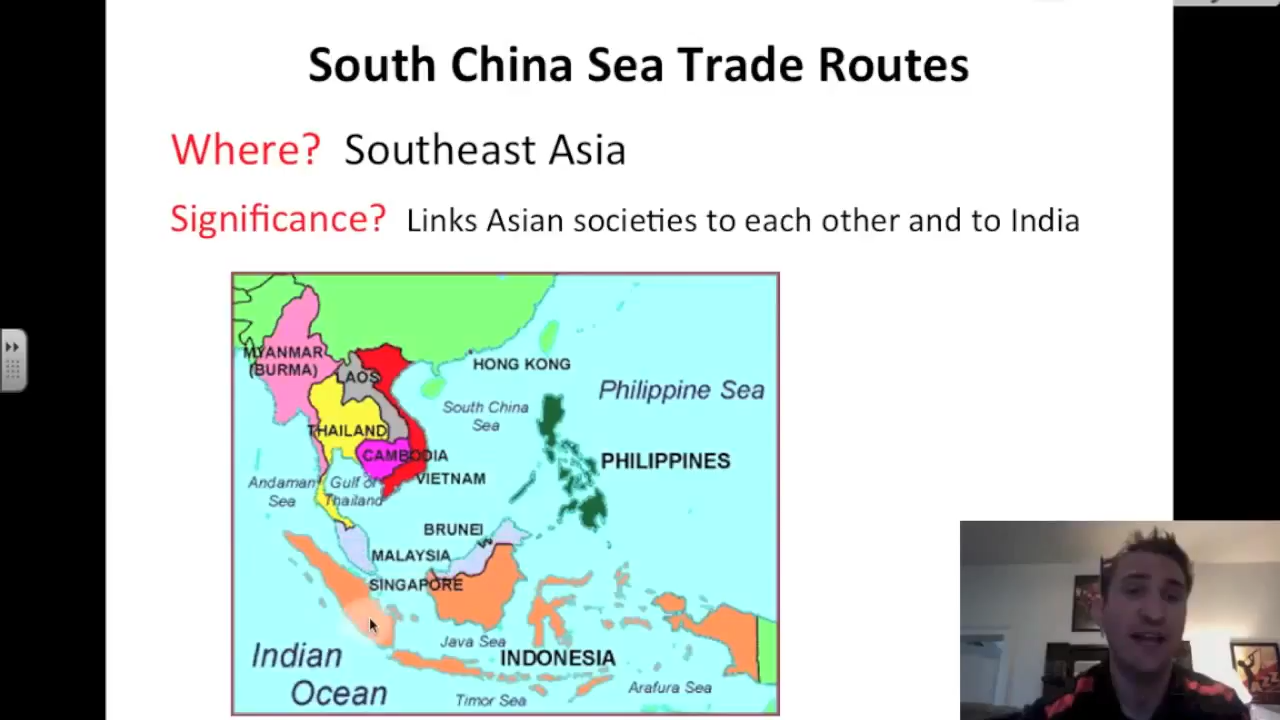 South China Sea Trade Routes
Where? Southeast Asia
Significance? Links Asian societies to each other and to India
MYANMAR
(BURMA)
LAOS
HONG KONG
Philippine Sea
South China
Sea
THAILAND
CAMBODIA
PHILIPPINES
VIETNAM
Andaman
Sea
Gulf of
Thailand
BRUNEI
MALAYSIA
SINGAPORE
Java Sea
INDONESIA
Indian
Ocean
Timor Sea
Arafura Sea